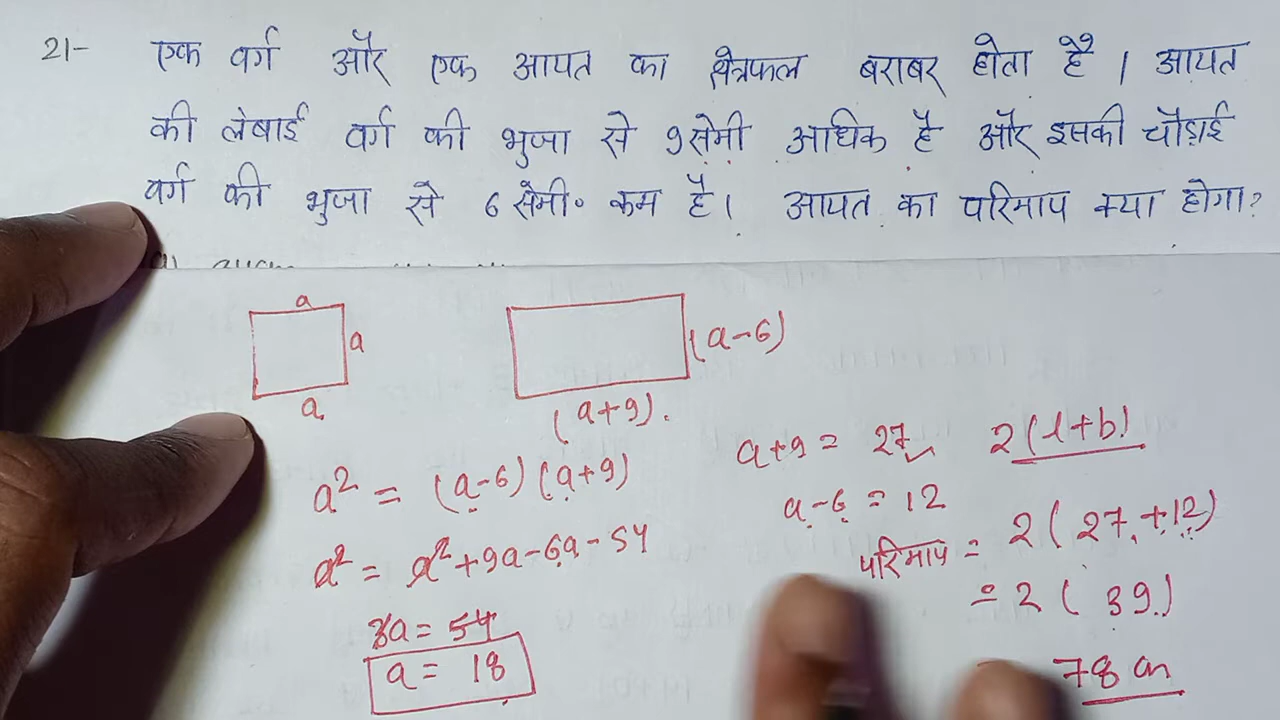 21- एक वर्ग और एक आयत का क्षेत्रफल बराबर होता है । आयत
की लंबाई वर्ग की भुजा से 9 सेमी अधिक है और इसकी चौड़ाई
वर्ग की भुजा से 6 सेमी॰ कम है। आयत का परिमाप क्या होगा?
a
a
a
(a-6)
(a+9)
a² = (a-6)(a+9)
a² = a²+9a-6a-54
3a = 54
a = 18
a+9 = 27
2(l+b)
a-6 = 12
परिमाप = 2(27+12)
= 2(39)
78 cm